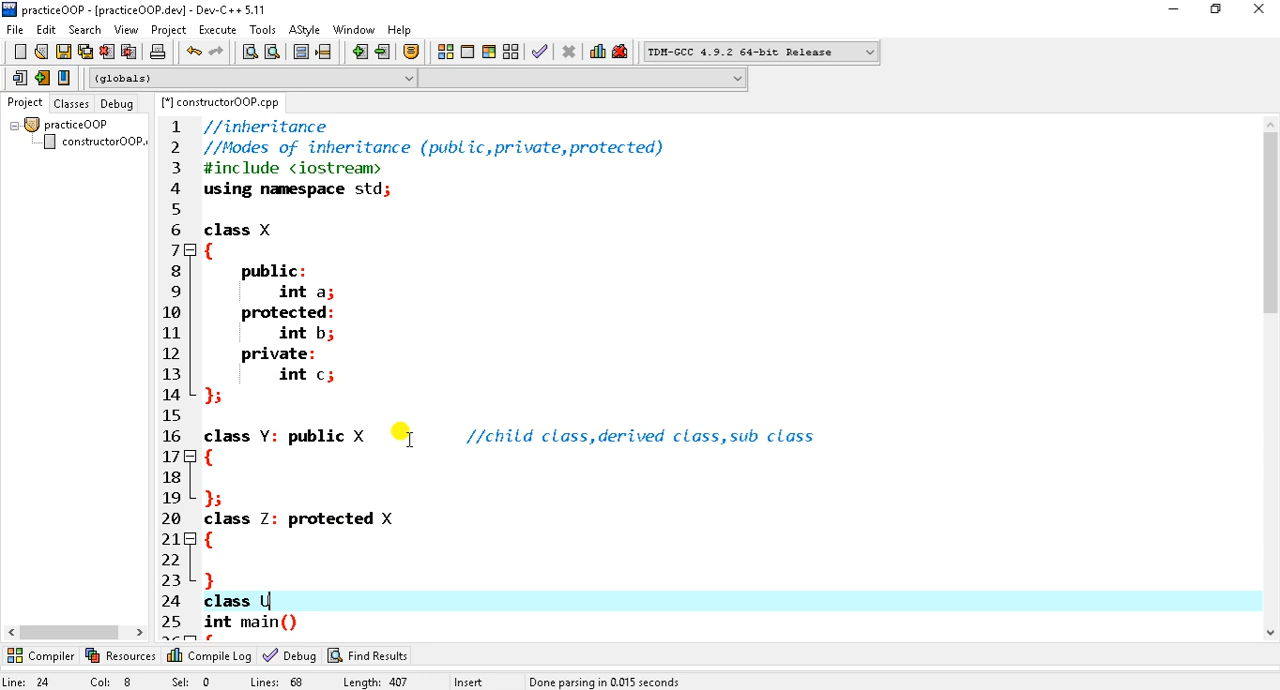 practiceOOP - [practiceOOP.dev] - Dev-C++ 5.11
File Edit Search View Project Execute Tools AStyle Window Help
TDM-GCC 4.9.2 64-bit Release
(globals)
Project Classes Debug [*] constructorOOP.cpp
practiceOOP
constructorOOP.
1 //inheritance
2 //Modes of inheritance (public,private,protected)
3 #include <iostream>
4 using namespace std;
5
6 class X
7 {
8 public:
9 int a;
10 protected:
11 int b;
12 private:
13 int c;
14 };
15
16 class Y: public X //child class,derived class,sub class
17 {
18
19 };
20 class Z: protected X
21 {
22
23 }
24 class U
25 int main()
26 {
Compiler Resources Compile Log Debug Find Results
Line: 24 Col: 8 Sel: 0 Lines: 68 Length: 407 Insert Done parsing in 0.015 seconds